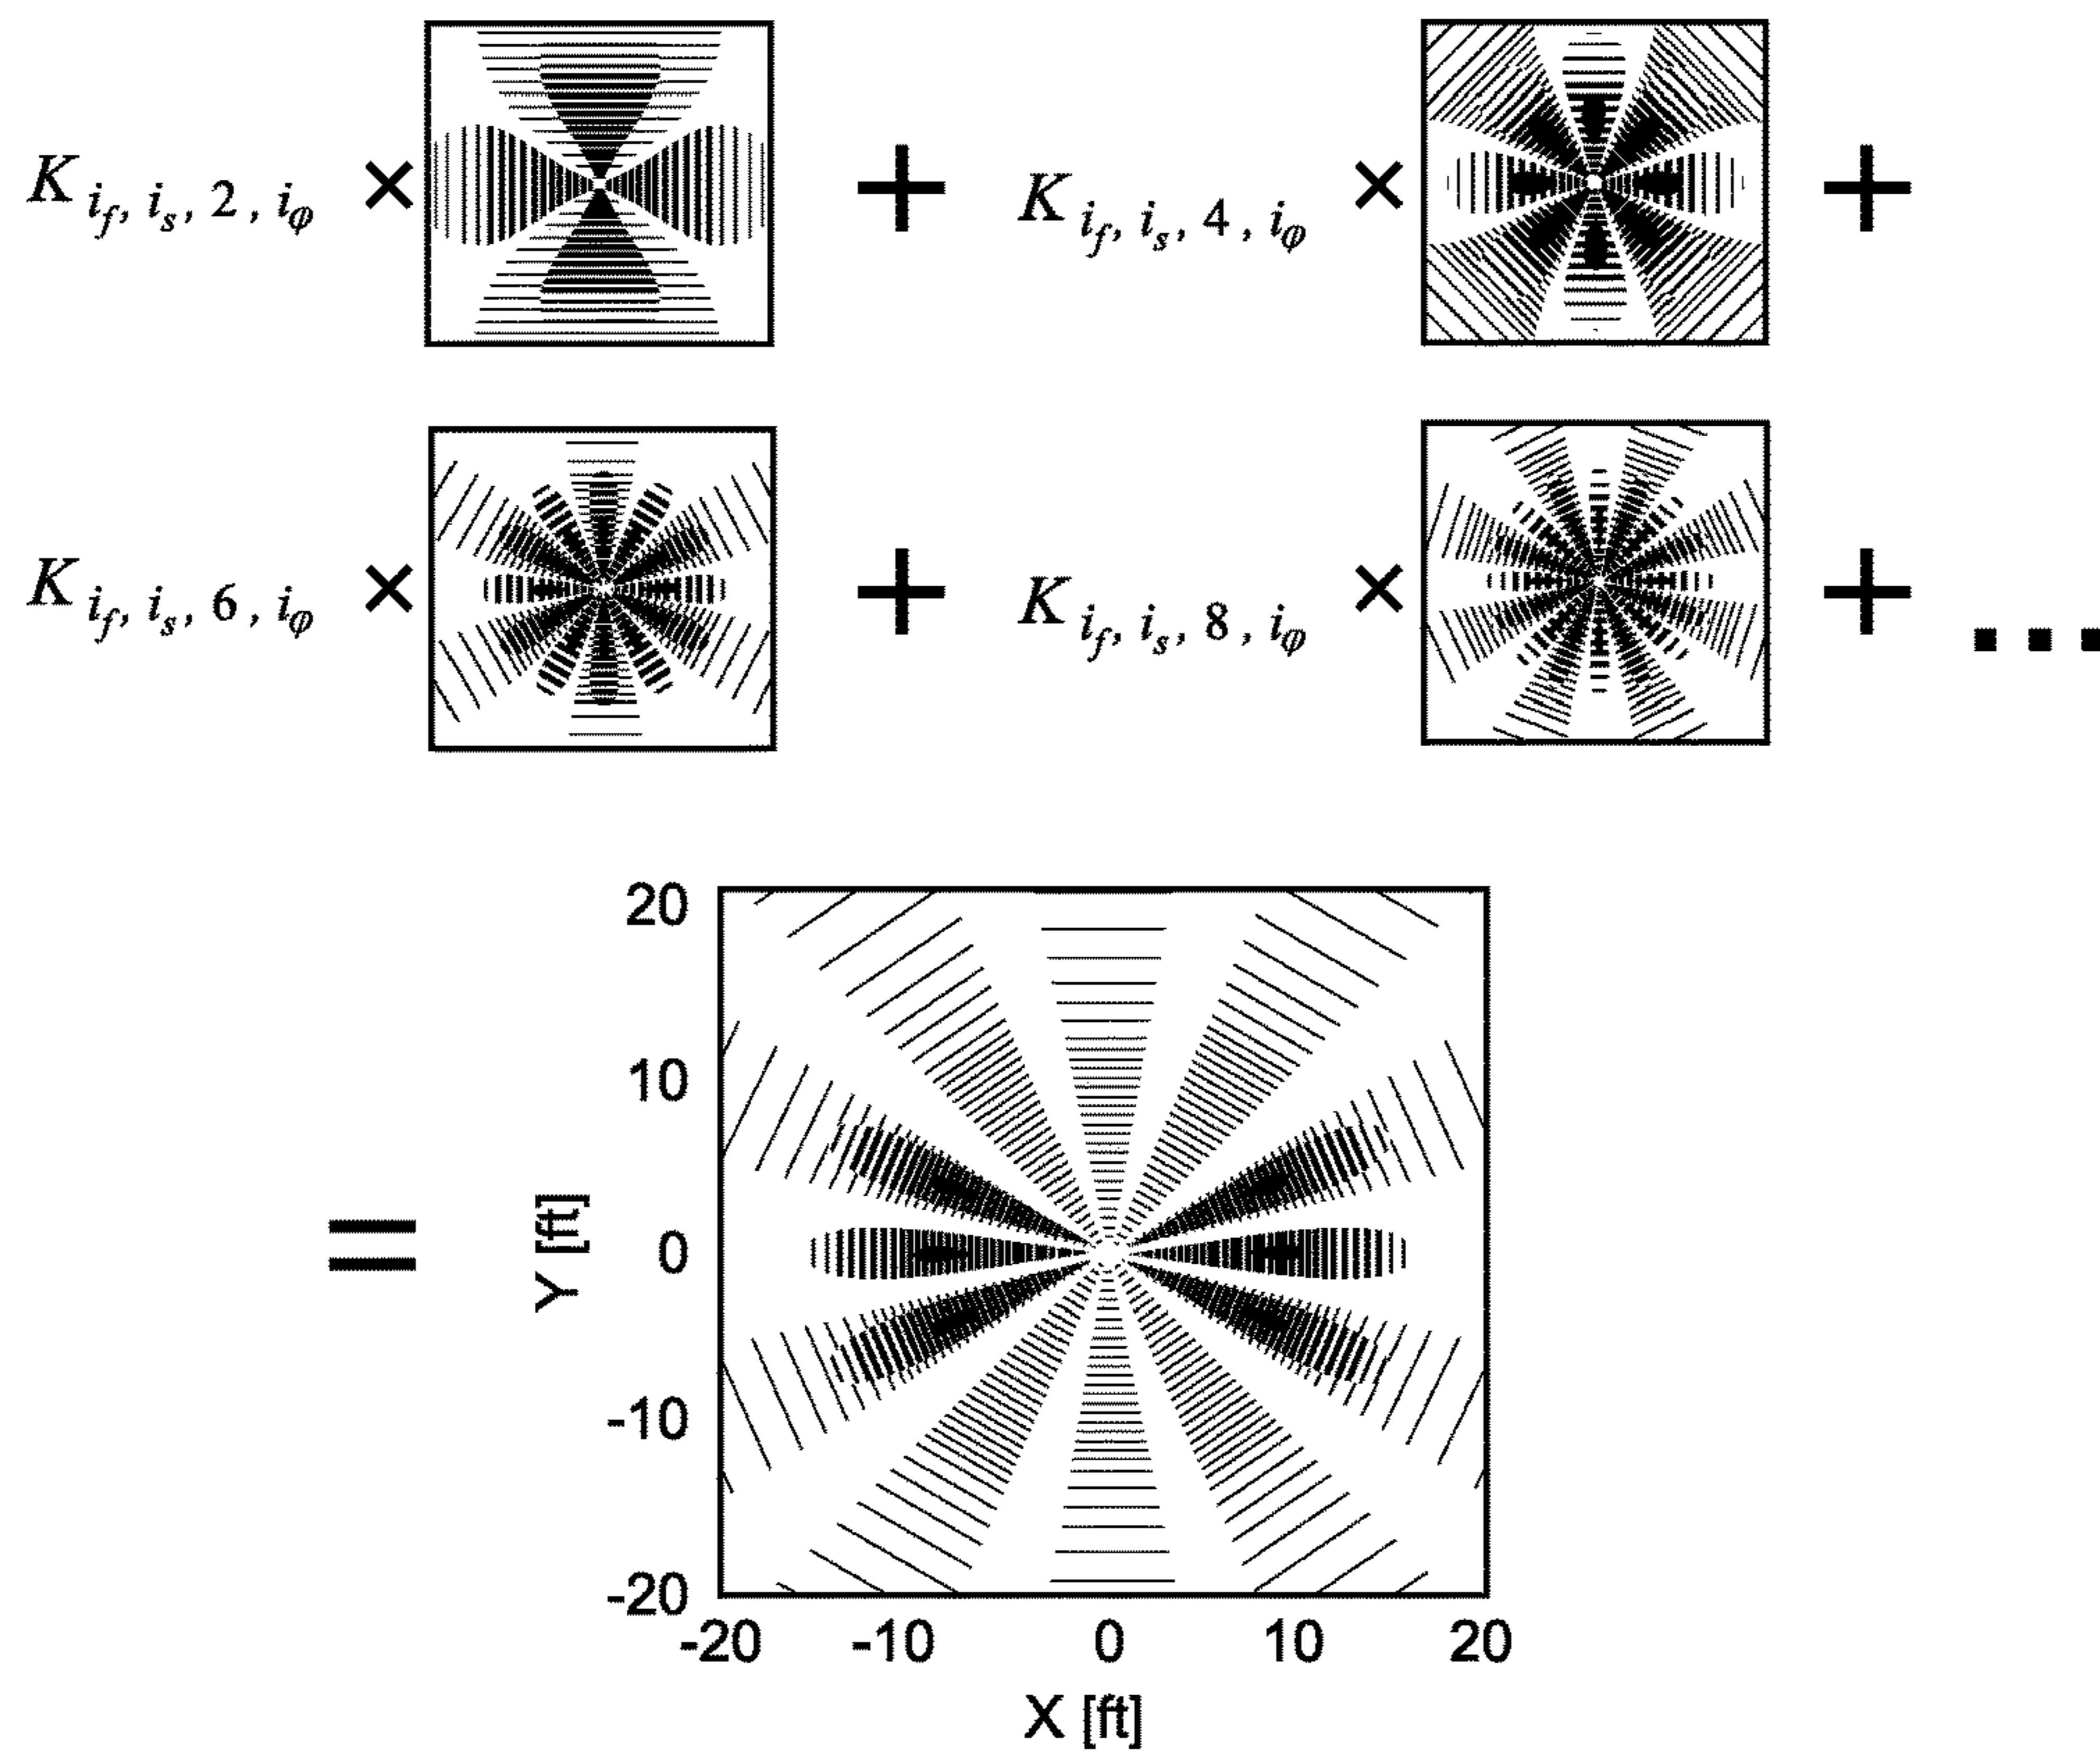 K i_f, i_s, 2, i_φ × + K i_f, i_s, 4, i_φ × +
K i_f, i_s, 6, i_φ × + K i_f, i_s, 8, i_φ × + ...
=
20
10
0
-10
-20
Y [ft]
-20 -10 0 10 20
X [ft]